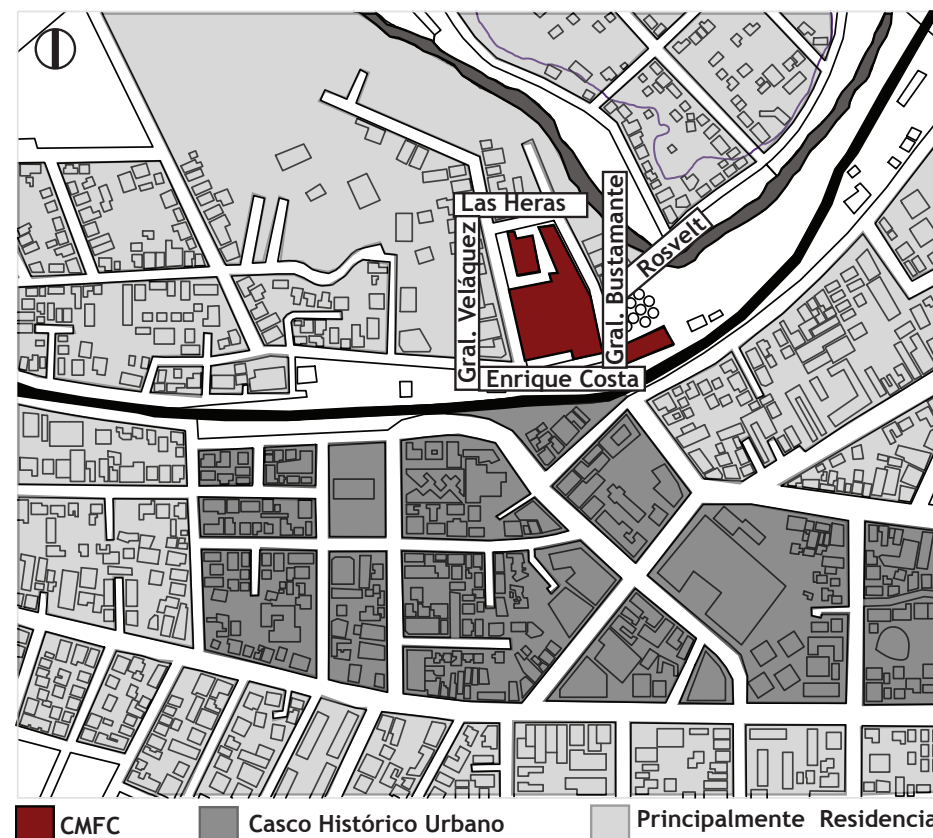 Las Heras
Gral. Veláquez
Gral. Bustamante
Rosvelt
Enrique Costa
CMFC
Casco Histórico Urbano
Principalmente Residencia